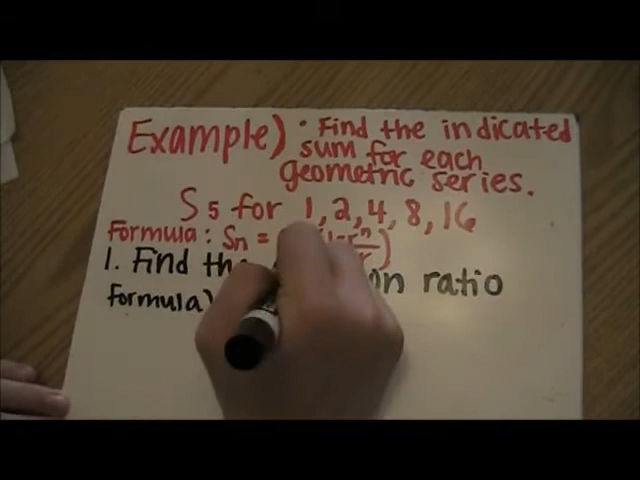 Example) • Find the indicated
sum for each
geometric series.
S5 for 1, 2, 4, 8, 16
Formula: Sn =
1. Find the ratio
Formula)